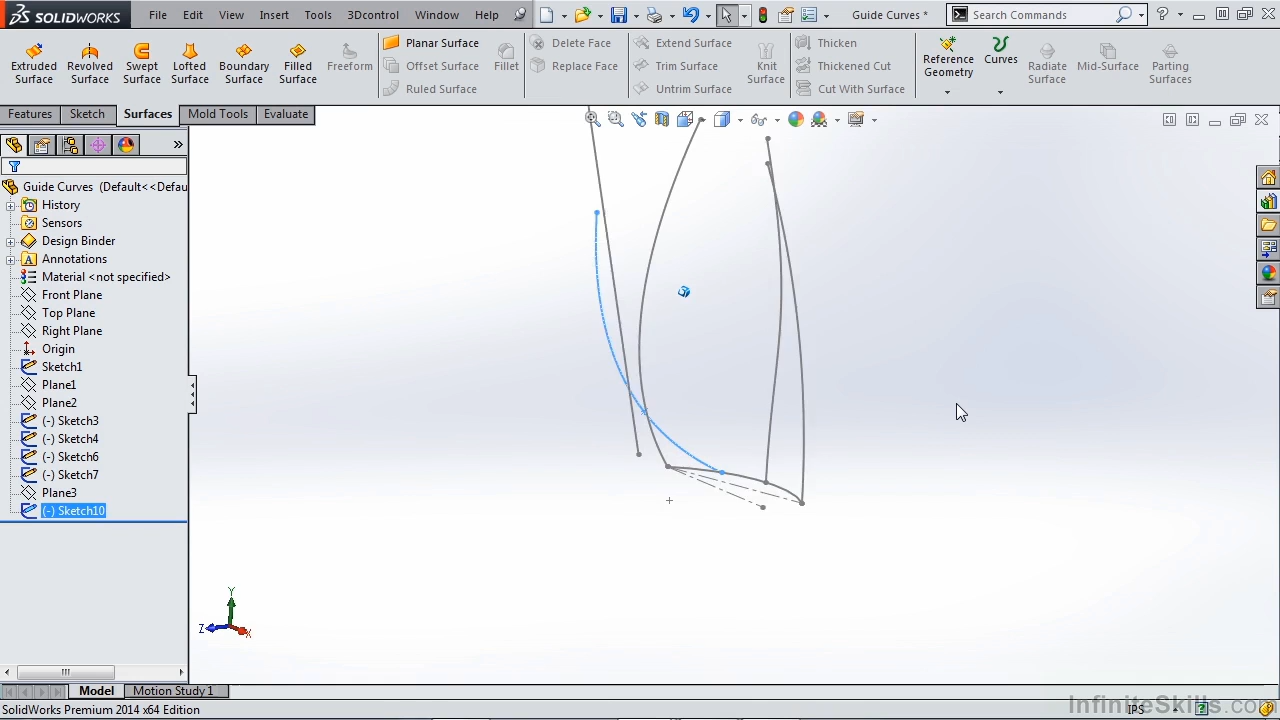 SOLIDWORKS File Edit View Insert Tools 3Dcontrol Window Help Guide Curves * Search Commands
Extruded Surface
Revolved Surface
Swept Surface
Lofted Surface
Boundary Surface
Filled Surface
Freeform
Planar Surface
Offset Surface
Ruled Surface
Fillet
Delete Face
Replace Face
Extend Surface
Trim Surface
Untrim Surface
Knit Surface
Thicken
Thickened Cut
Cut With Surface
Reference Geometry
Curves
Radiate Surface
Mid-Surface
Parting Surfaces
Features Sketch Surfaces Mold Tools Evaluate
Guide Curves (Default<<Defau
History
Sensors
Design Binder
Annotations
Material <not specified>
Front Plane
Top Plane
Right Plane
Origin
Sketch1
Plane1
Plane2
(-) Sketch3
(-) Sketch4
(-) Sketch6
(-) Sketch7
Plane3
(-) Sketch10
Y
Z
X
Model Motion Study 1
SolidWorks Premium 2014 x64 Edition
IPS
InfiniteSkills.com